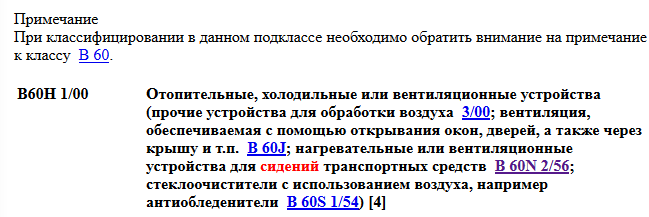 Примечание
При классифицировании в данном подклассе необходимо обратить внимание на примечание
к классу B 60.
B60H 1/00 Отопительные, холодильные или вентиляционные устройства
(прочие устройства для обработки воздуха 3/00; вентиляция,
обеспечиваемая с помощью открывания окон, дверей, а также через
крышу и т.п. B 60J; нагревательные или вентиляционные
устройства для сидений транспортных средств B 60N 2/56;
стеклоочистители с использованием воздуха, например
антиобледенители B 60S 1/54) [4]